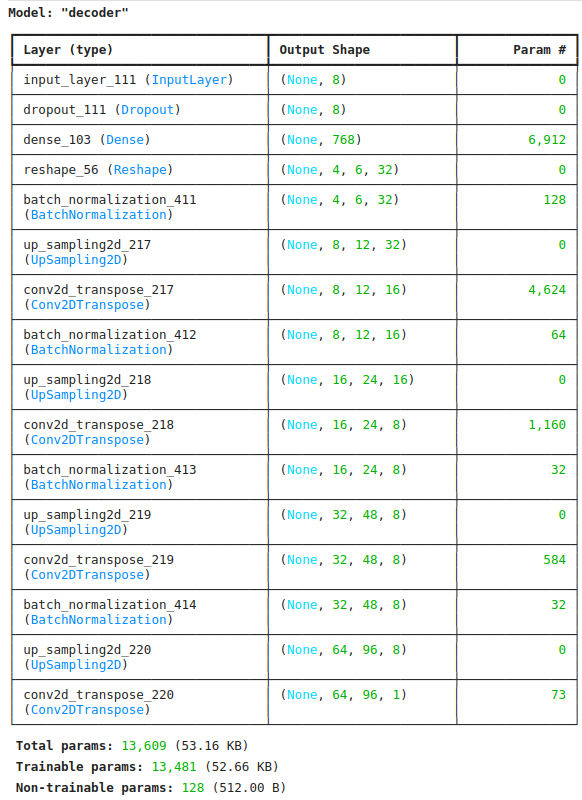 Model: "decoder"
Layer (type) Output Shape Param #
input_layer_111 (InputLayer) (None, 8) 0
dropout_111 (Dropout) (None, 8) 0
dense_103 (Dense) (None, 768) 6,912
reshape_56 (Reshape) (None, 4, 6, 32) 0
batch_normalization_411 (None, 4, 6, 32) 128
(BatchNormalization)
up_sampling2d_217 (None, 8, 12, 32) 0
(UpSampling2D)
conv2d_transpose_217 (None, 8, 12, 16) 4,624
(Conv2DTranspose)
batch_normalization_412 (None, 8, 12, 16) 64
(BatchNormalization)
up_sampling2d_218 (None, 16, 24, 16) 0
(UpSampling2D)
conv2d_transpose_218 (None, 16, 24, 8) 1,160
(Conv2DTranspose)
batch_normalization_413 (None, 16, 24, 8) 32
(BatchNormalization)
up_sampling2d_219 (None, 32, 48, 8) 0
(UpSampling2D)
conv2d_transpose_219 (None, 32, 48, 8) 584
(Conv2DTranspose)
batch_normalization_414 (None, 32, 48, 8) 32
(BatchNormalization)
up_sampling2d_220 (None, 64, 96, 8) 0
(UpSampling2D)
conv2d_transpose_220 (None, 64, 96, 1) 73
(Conv2DTranspose)
Total params: 13,609 (53.16 KB)
Trainable params: 13,481 (52.66 KB)
Non-trainable params: 128 (512.00 B)